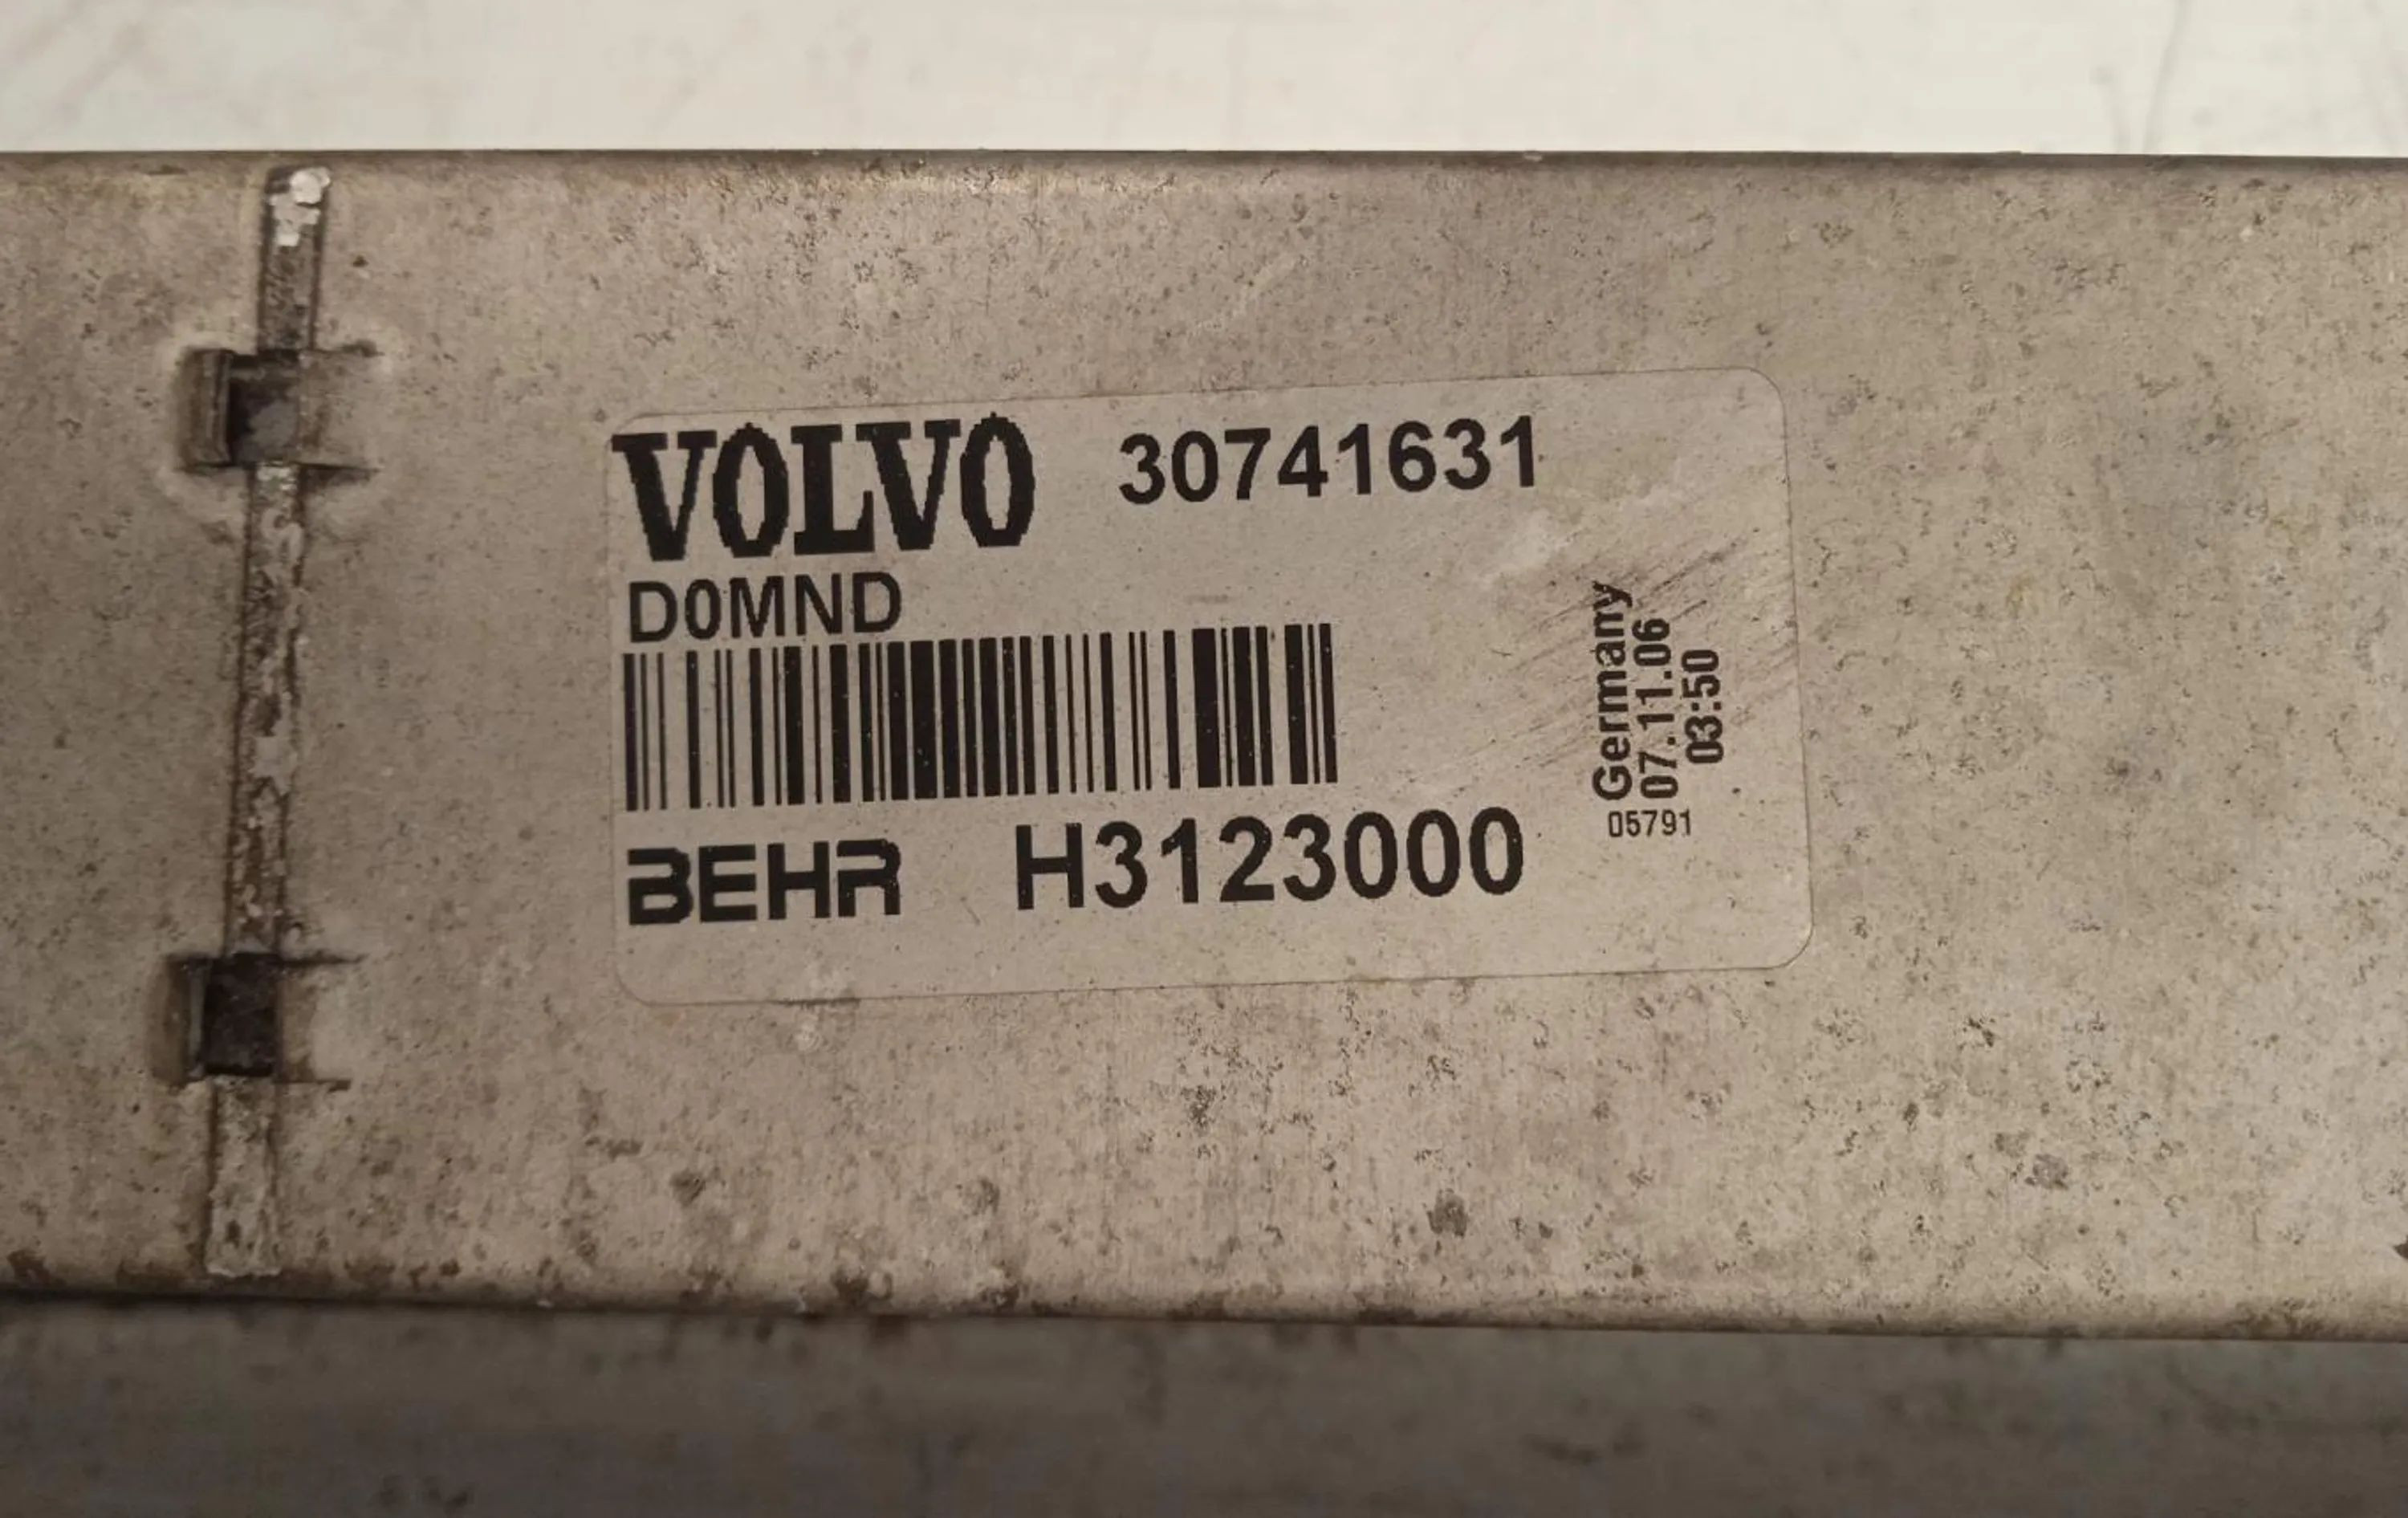 VOLVO 30741631
D0MND
BEHR H3123000
Germany
07.11.06
03:50
05791